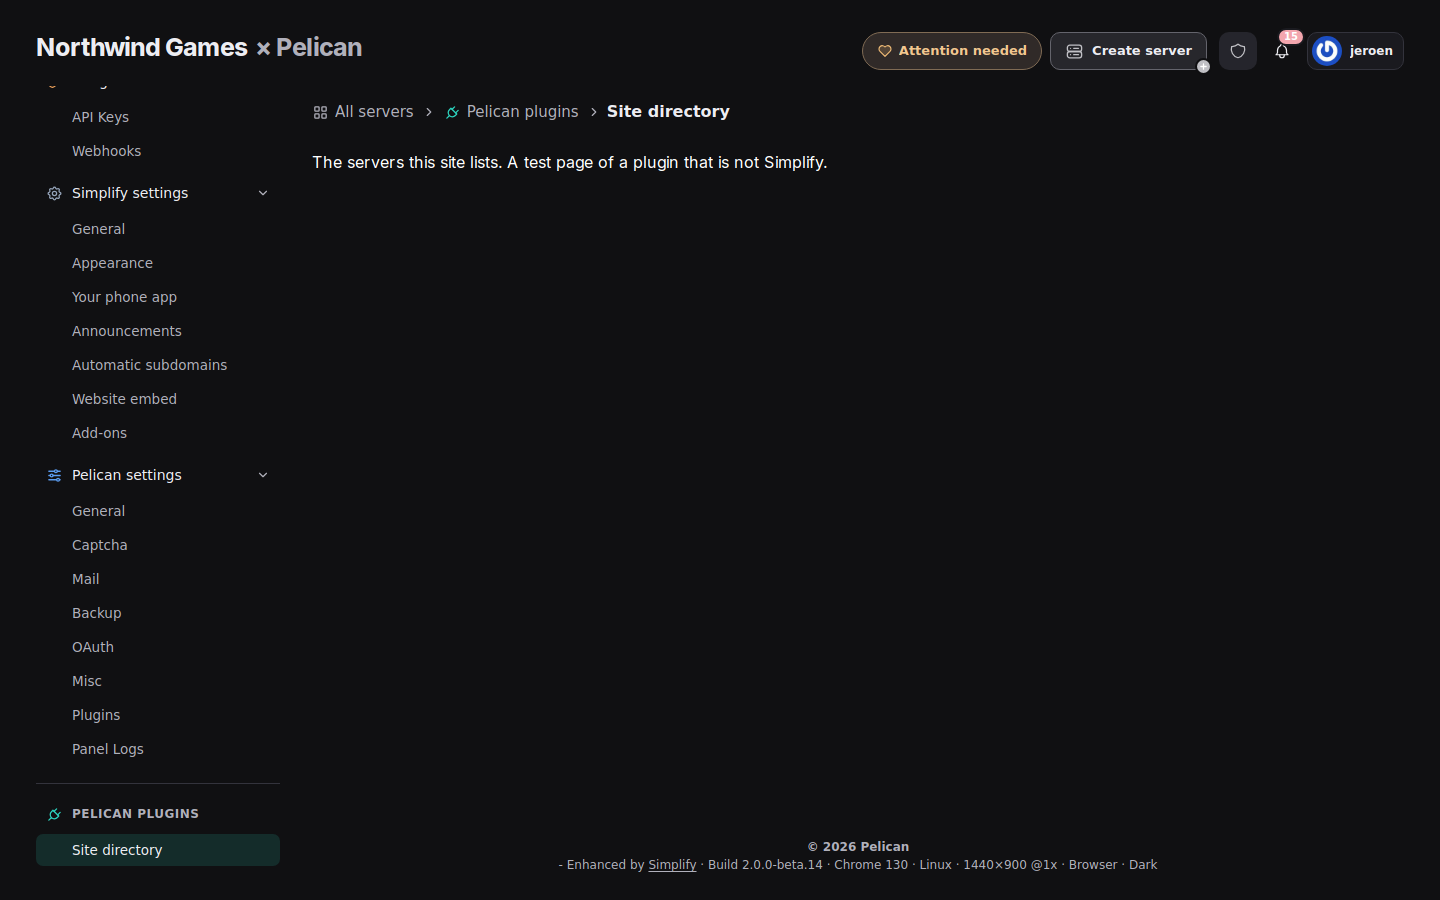 Northwind Games × Pelican
Attention needed
Create server
15
jeroen
API Keys
Webhooks
Simplify settings
General
Appearance
Your phone app
Announcements
Automatic subdomains
Website embed
Add-ons
Pelican settings
General
Captcha
Mail
Backup
OAuth
Misc
Plugins
Panel Logs
PELICAN PLUGINS
Site directory
All servers > Pelican plugins > Site directory
The servers this site lists. A test page of a plugin that is not Simplify.
© 2026 Pelican
- Enhanced by Simplify · Build 2.0.0-beta.14 · Chrome 130 · Linux · 1440×900 @1x · Browser · Dark